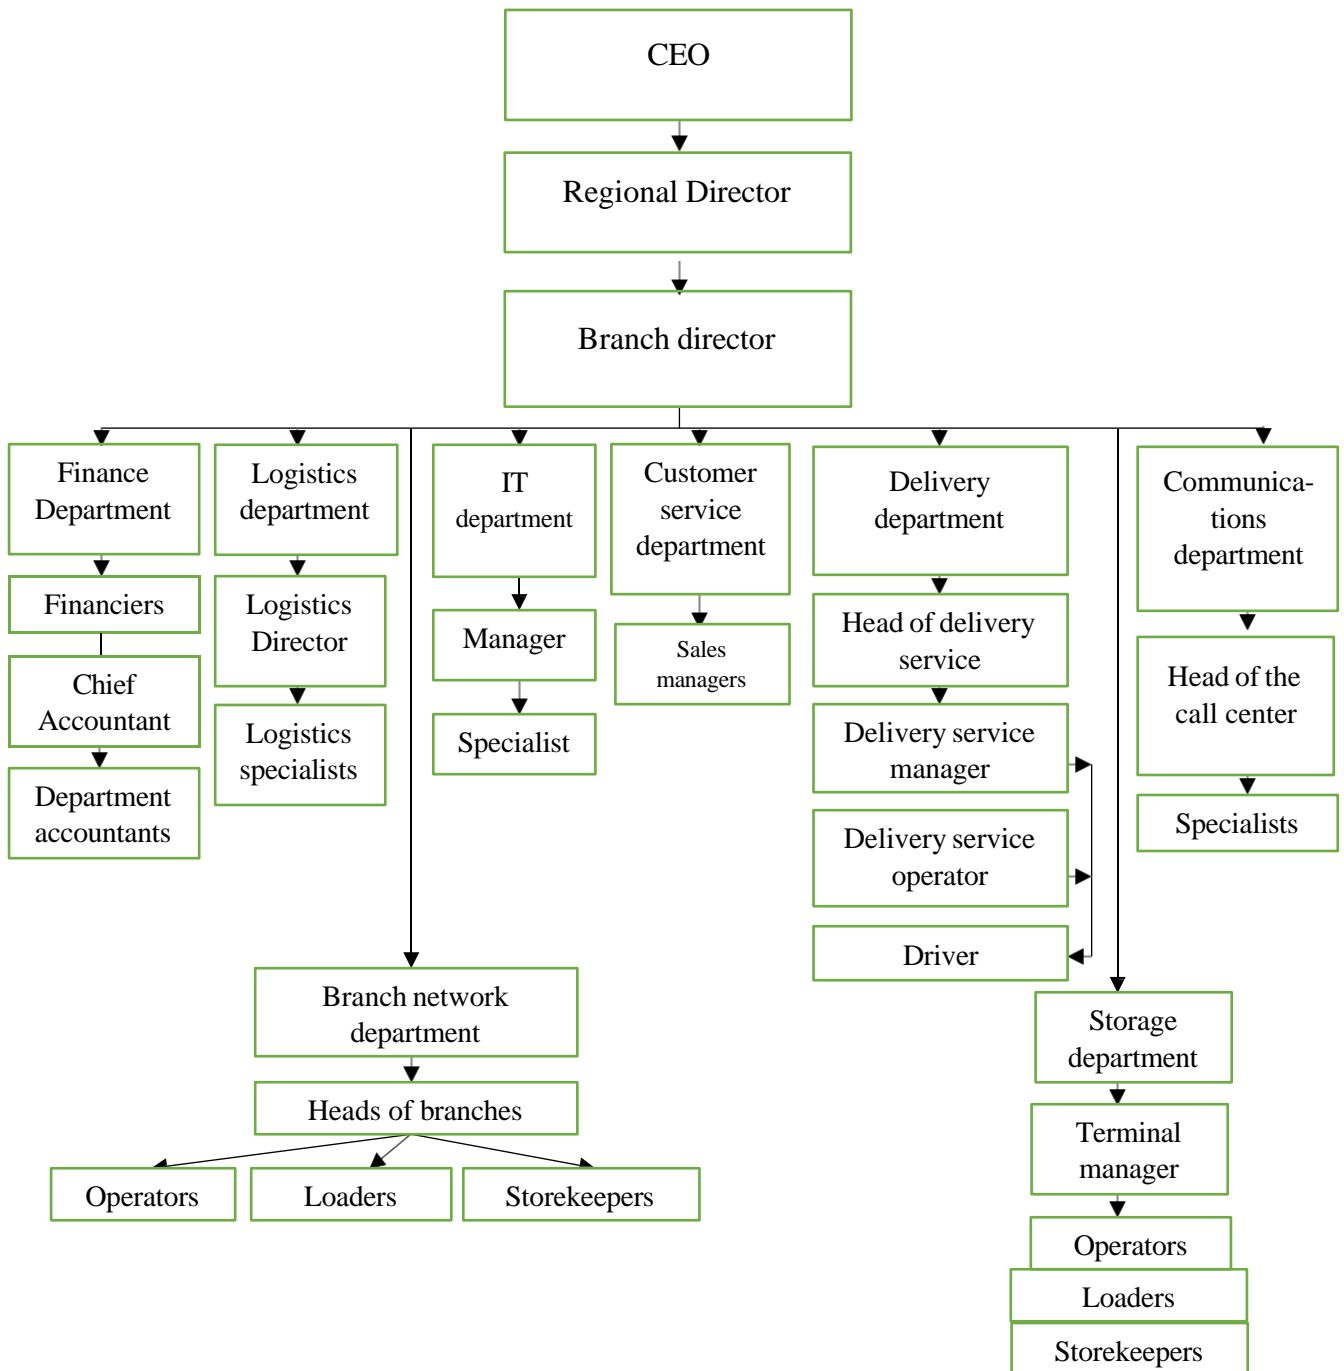 CEO
Regional Director
Branch director
Finance
Department
Logistics
department
IT
department
Customer
service
department
Delivery
department
Communica-
tions
department
Financiers
Chief
Accountant
Department
accountants
Logistics
Director
Logistics
specialists
Manager
Specialist
Sales
managers
Head of delivery
service
Delivery service
manager
Delivery service
operator
Driver
Head of the
call center
Specialists
Branch network
department
Heads of branches
Operators
Loaders
Storekeepers
Storage
department
Terminal
manager
Operators
Loaders
Storekeepers